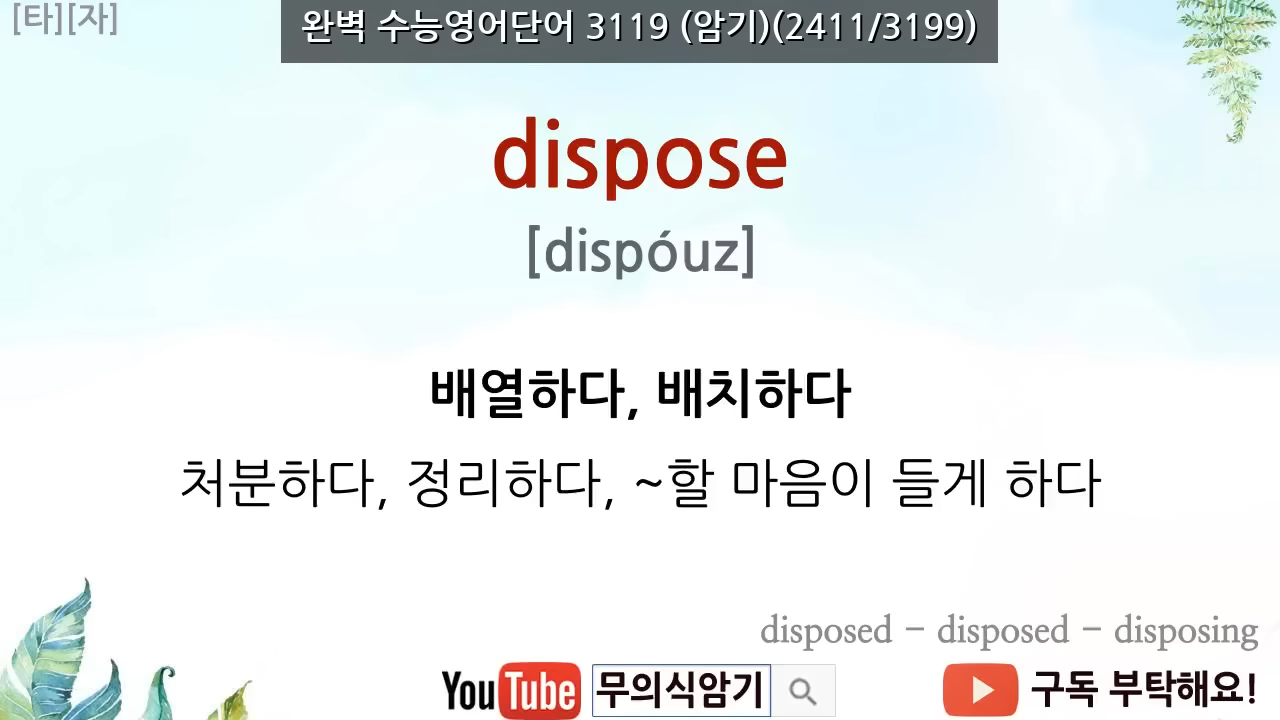 [타][자]
완벽 수능영어단어 3119 (암기)(2411/3199)
dispose
[dispóuz]
배열하다, 배치하다
처분하다, 정리하다, ~할 마음이 들게 하다
disposed - disposed - disposing
YouTube 무의식암기 구독 부탁해요!